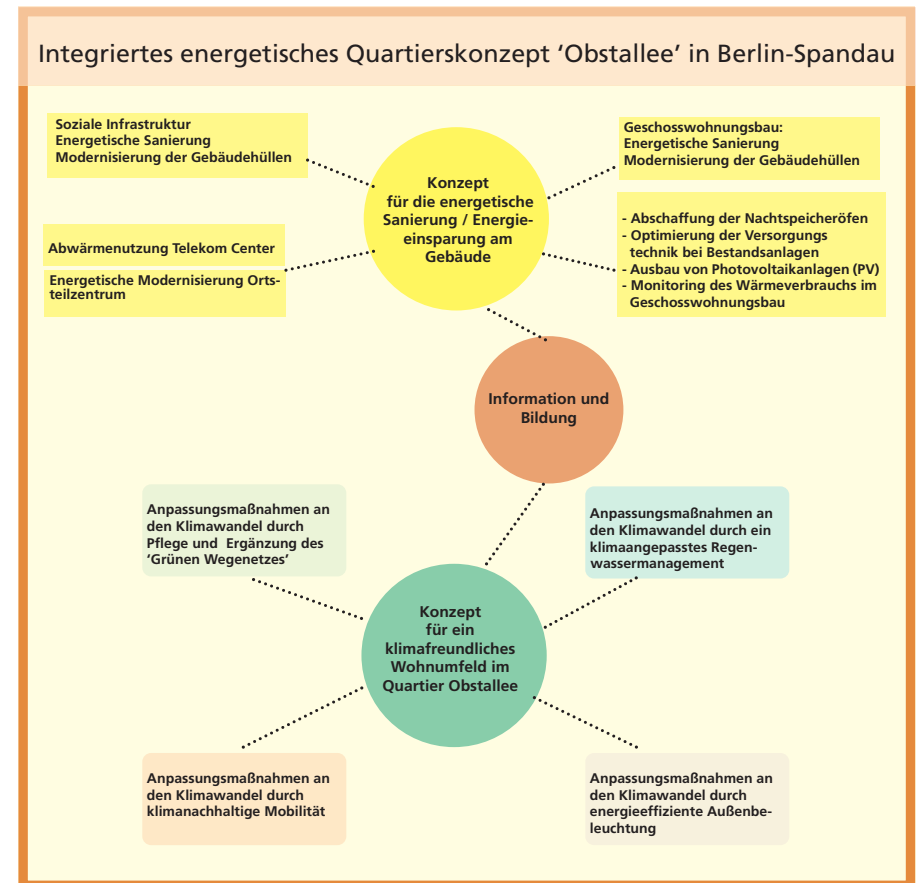 Integriertes energetisches Quartierskonzept 'Obstallee' in Berlin-Spandau
Soziale Infrastruktur
Energetische Sanierung
Modernisierung der Gebäudehüllen
Geschosswohnungsbau:
Energetische Sanierung
Modernisierung der Gebäudehüllen
Konzept
für die energetische
Sanierung / Energie-
einsparung am
Gebäude
Abwärmenutzung Telekom Center
Energetische Modernisierung Orts-
teilzentrum
- Abschaffung der Nachtspeicheröfen
- Optimierung der Versorgungs
technik bei Bestandsanlagen
- Ausbau von Photovoltaikanlagen (PV)
- Monitoring des Wärmeverbrauchs im
Geschosswohnungsbau
Information und
Bildung
Anpassungsmaßnahmen an
den Klimawandel durch
Pflege und Ergänzung des
'Grünen Wegenetzes'
Anpassungsmaßnahmen an
den Klimawandel durch ein
klimaangepasstes Regen-
wassermanagement
Konzept
für ein
klimafreundliches
Wohnumfeld im
Quartier Obstallee
Anpassungsmaßnahmen an
den Klimawandel durch
klimanachhaltige Mobilität
Anpassungsmaßnahmen an
den Klimawandel durch
energieeffiziente Außenbe-
leuchtung